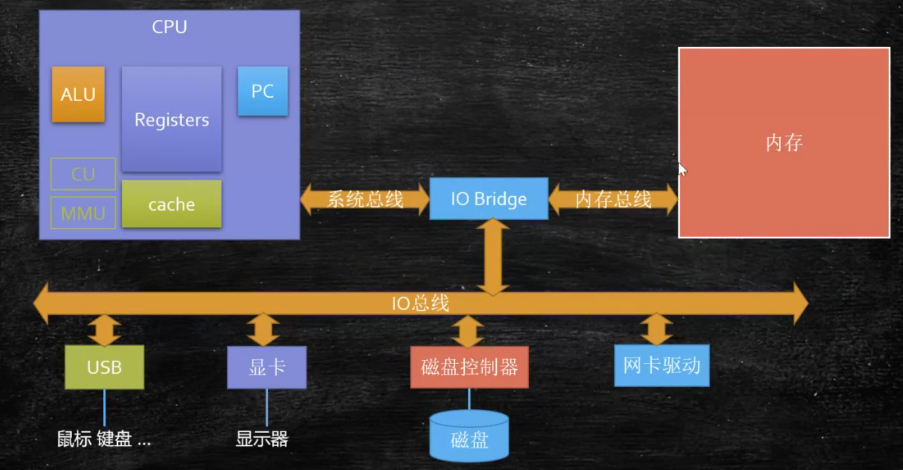 CPU
ALU
Registers
PC
CU
MMU
cache
系统总线
IO Bridge
内存总线
内存
IO总线
USB
显卡
磁盘控制器
网卡驱动
鼠标 键盘 ...
显示器
磁盘